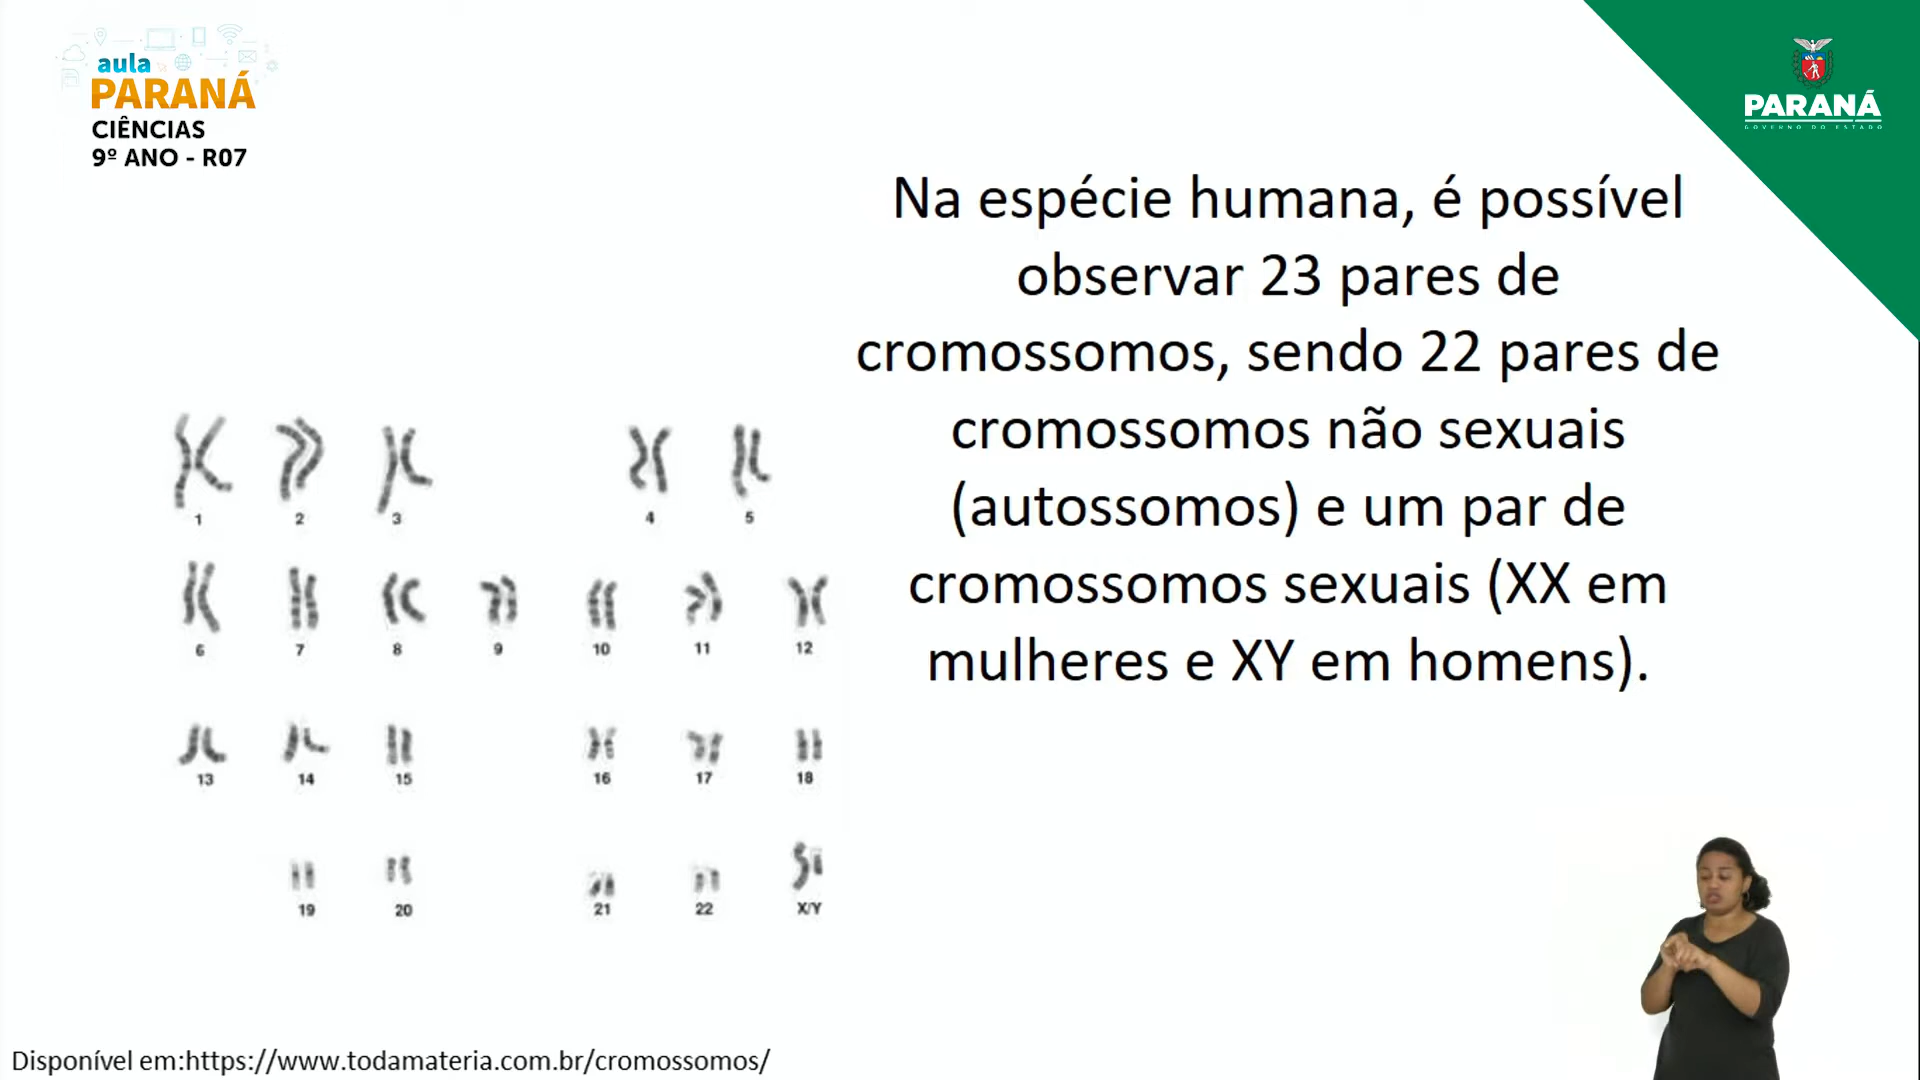 aula
PARANÁ
CIÊNCIAS
9º ANO - R07
PARANÁ
GOVERNO DO ESTADO
Na espécie humana, é possível
observar 23 pares de
cromossomos, sendo 22 pares de
cromossomos não sexuais
(autossomos) e um par de
cromossomos sexuais (XX em
mulheres e XY em homens).
1 2 3 4 5
6 7 8 9 10 11 12
13 14 15 16 17 18
19 20 21 22 X/Y
Disponível em:https://www.todamateria.com.br/cromossomos/